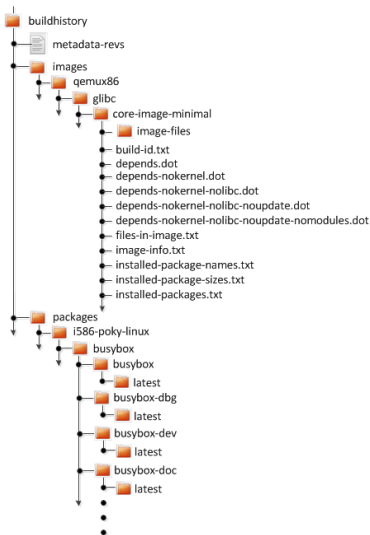 buildhistory
metadata-revs
images
qemux86
glibc
core-image-minimal
image-files
build-id.txt
depends.dot
depends-nokernel.dot
depends-nokernel-nolibc.dot
depends-nokernel-nolibc-noupdate.dot
depends-nokernel-nolibc-noupdate-nomodules.dot
files-in-image.txt
image-info.txt
installed-package-names.txt
installed-package-sizes.txt
installed-packages.txt
packages
i586-poky-linux
busybox
busybox
latest
busybox-dbg
latest
busybox-dev
latest
busybox-doc
latest